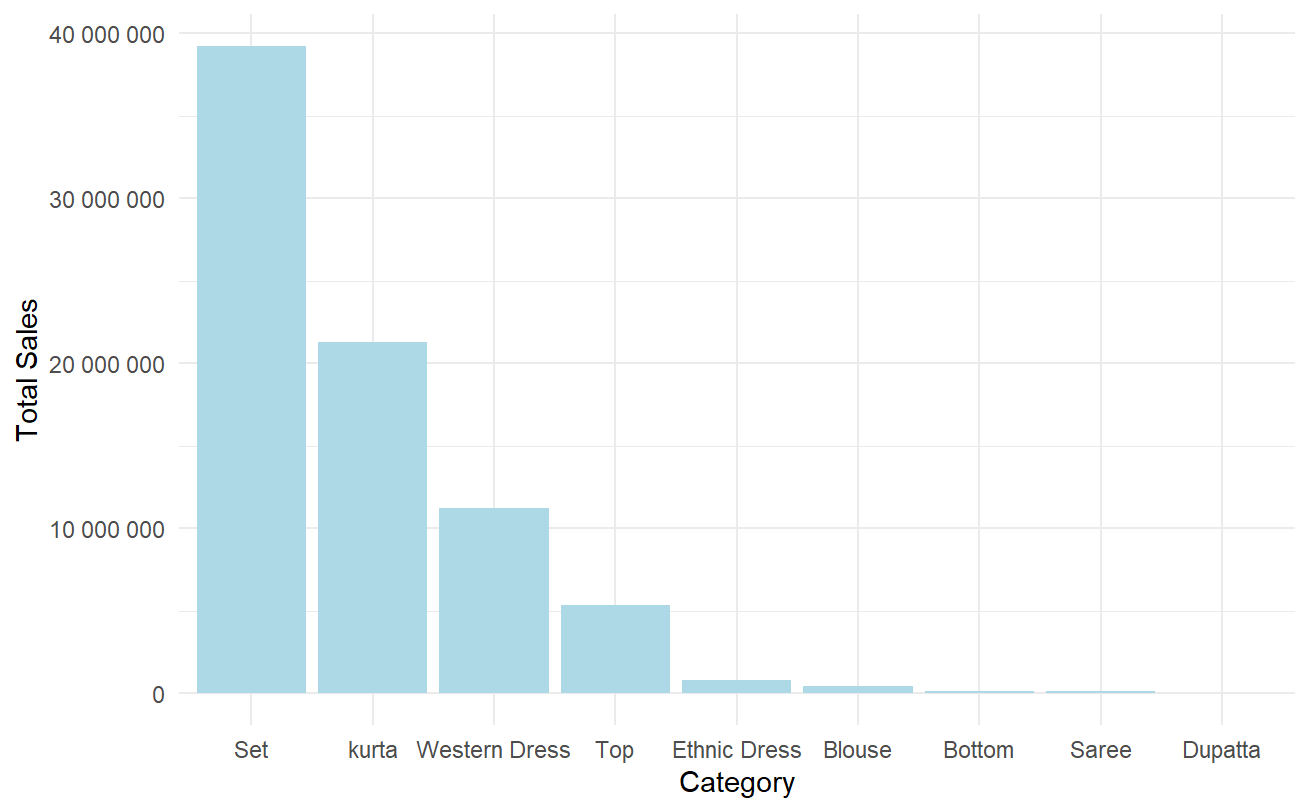 40 000 000
30 000 000
20 000 000
10 000 000
0
Total Sales
Set kurta Western Dress Top Ethnic Dress Blouse Bottom Saree Dupatta
Category